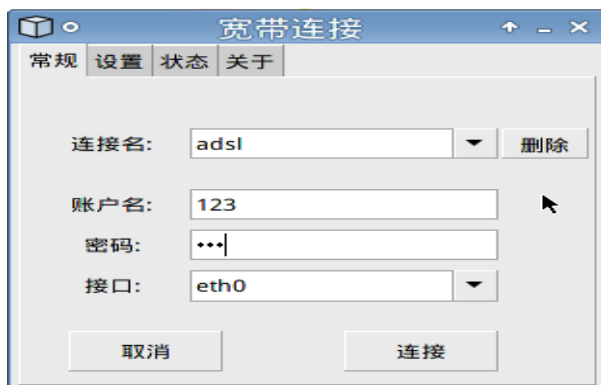 宽带连接
常规 设置 状态 关于
连接名: adsl 删除
账户名: 123
密码: •••
接口: eth0
取消 连接